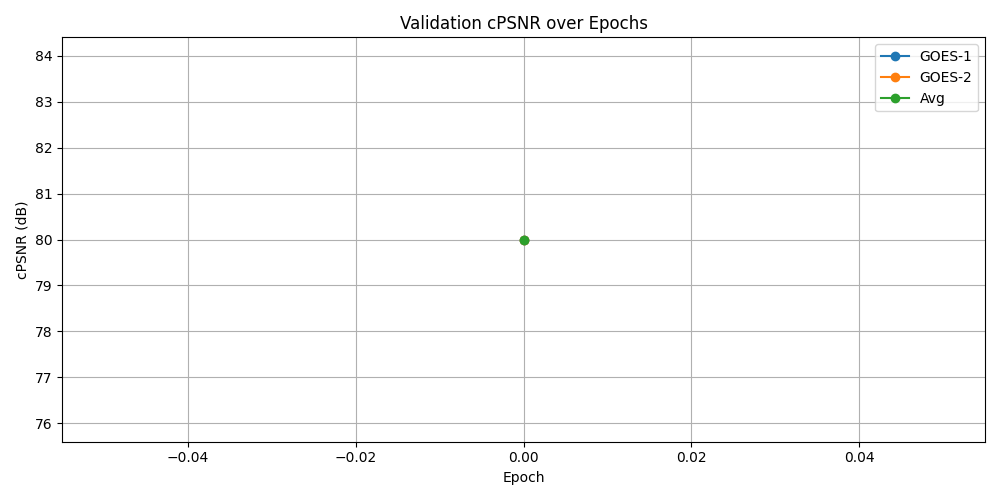 Validation cPSNR over Epochs
GOES-1
GOES-2
Avg
cPSNR (dB)
84
83
82
81
80
79
78
77
76
−0.04
−0.02
0.00
0.02
0.04
Epoch